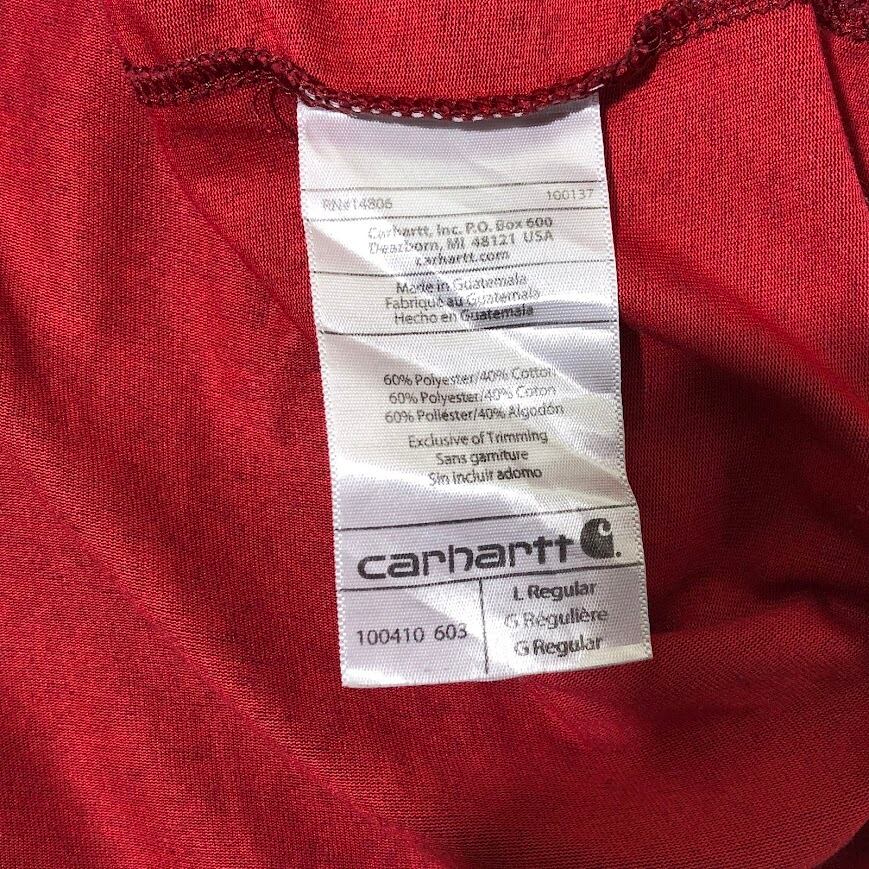 RN#14806 100137
Carhartt, Inc. P.O. Box 600
Dearborn, MI 48121 USA
carhartt.com
Made in Guatemala
Fabriqué au Guatemala
Hecho en Guatemala
60% Polyester/40% Cotton
60% Polyester/40% Coton
60% Poliéster/40% Algodón
Exclusive of Trimming
Sans garniture
Sin incluir adorno
carhartt
L Regular
G Régulière
G Regular
100410 603